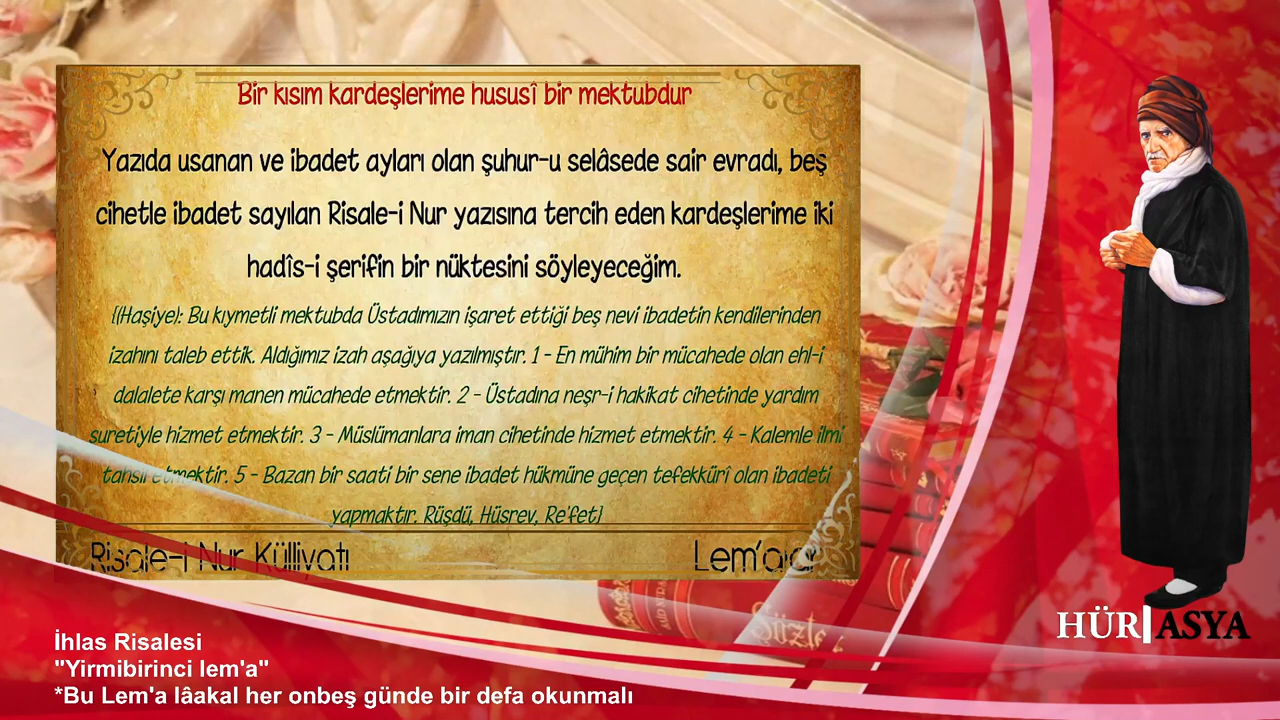 Bir kısım kardeşlerime hususî bir mektubdur
Yazıda usanan ve ibadet ayları olan şuhur-u selâsede sair evradı, beş
cihetle ibadet sayılan Risale-i Nur yazısına tercih eden kardeşlerime iki
hadîs-i şerifin bir nüktesini söyleyeceğim.
[(Haşiye): Bu kıymetli mektubda Üstadımızın işaret ettiği beş nevi ibadetin kendilerinden
izahını taleb ettik. Aldığımız izah aşağıya yazılmıştır. 1 - En mühim bir mücahede olan ehl-i
dalalete karşı manen mücahede etmektir. 2 - Üstadına neşr-i hakikat cihetinde yardım
suretiyle hizmet etmektir. 3 - Müslümanlara iman cihetinde hizmet etmektir. 4 - Kalemle ilmi
tahsil etmektir. 5 - Bazan bir saati bir sene ibadet hükmüne geçen tefekkürî olan ibadeti
yapmaktır. Rüşdü, Hüsrev, Re'fet]
Risale-i Nur Külliyatı
Lem'alar
HÜR|ASYA
İhlas Risalesi
"Yirmibirinci lem'a"
*Bu Lem'a lâakal her onbeş günde bir defa okunmalı